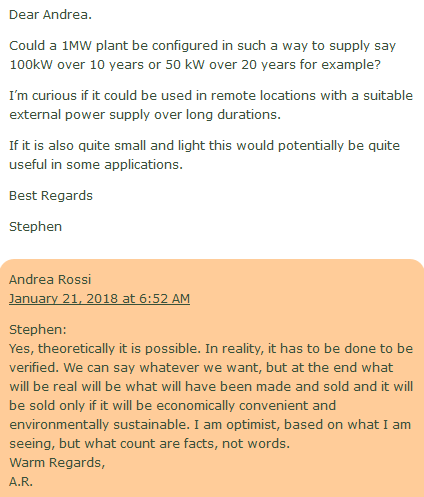 Dear Andrea.
Could a 1MW plant be configured in such a way to supply say
100kW over 10 years or 50 kW over 20 years for example?
I'm curious if it could be used in remote locations with a suitable
external power supply over long durations.
If it is also quite small and light this would potentially be quite
useful in some applications.
Best Regards
Stephen
Andrea Rossi
January 21, 2018 at 6:52 AM
Stephen:
Yes, theoretically it is possible. In reality, it has to be done to be
verified. We can say whatever we want, but at the end what
will be real will be what will have been made and sold and it will
be sold only if it will be economically convenient and
environmentally sustainable. I am optimist, based on what I am
seeing, but what count are facts, not words.
Warm Regards,
A.R.